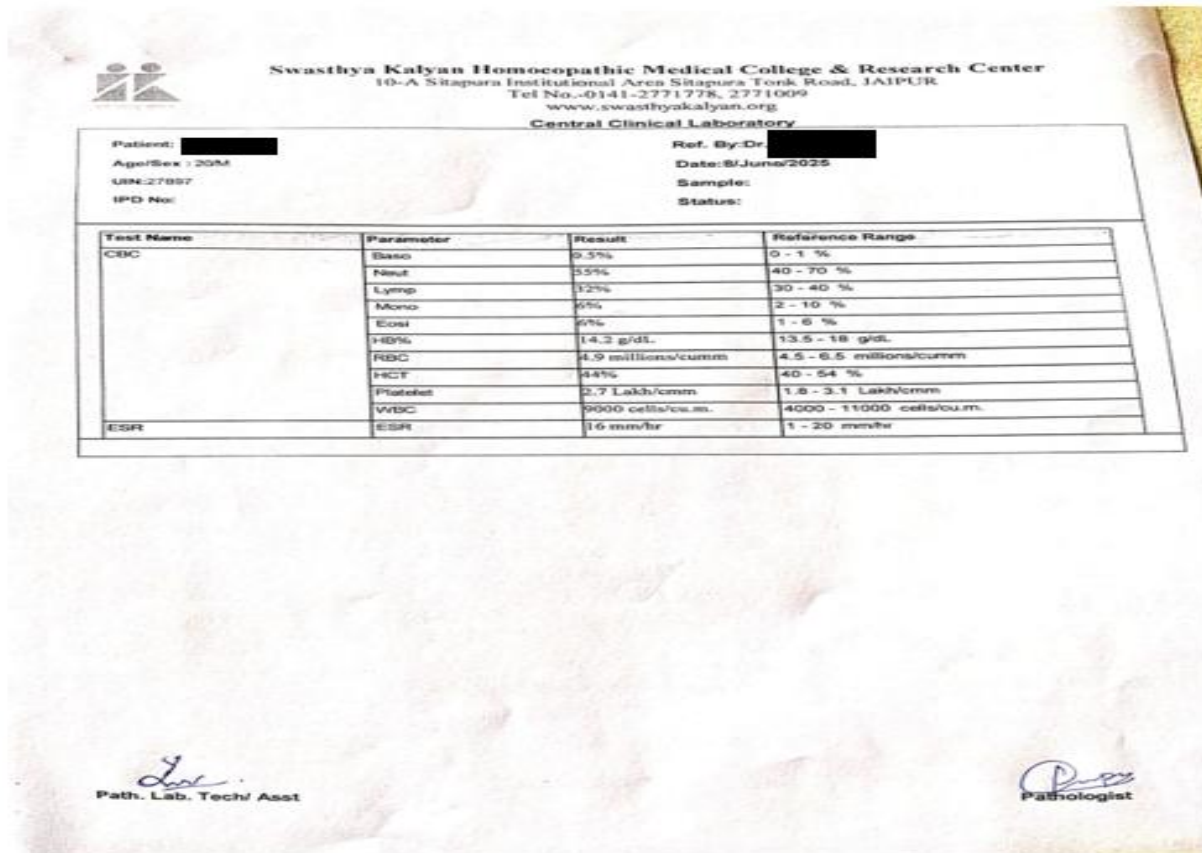 Swasthya Kalyan Homoeopathic Medical College & Research Center
10-A Sitapura Institutional Area Sitapura Tonk Road, JAIPUR
Tel No.-0141-2771778, 2771009
www.swasthyakalyan.org
Central Clinical Laboratory
Patient: Ref. By:Dr.
Age/Sex : 20/M Date:8/June/2025
UIN:27897 Sample:
IPD No: Status:
Test Name Parameter Result Reference Range
CBC Baso 0.5% 0 - 1 %
Neut 55% 40 - 70 %
Lymp 32% 30 - 40 %
Mono 6% 2 - 10 %
Eosi 6% 1 - 6 %
HB% 14.2 g/dL 13.5 - 18 g/dL
RBC 4.9 millions/cumm 4.5 - 6.5 millions/cumm
HCT 44% 40 - 54 %
Platelet 2.7 Lakh/cmm 1.8 - 3.1 Lakh/cmm
WBC 9000 cells/cu.m. 4000 - 11000 cells/cu.m.
ESR ESR 16 mm/hr 1 - 20 mm/hr
Path. Lab. Tech/ Asst Pathologist